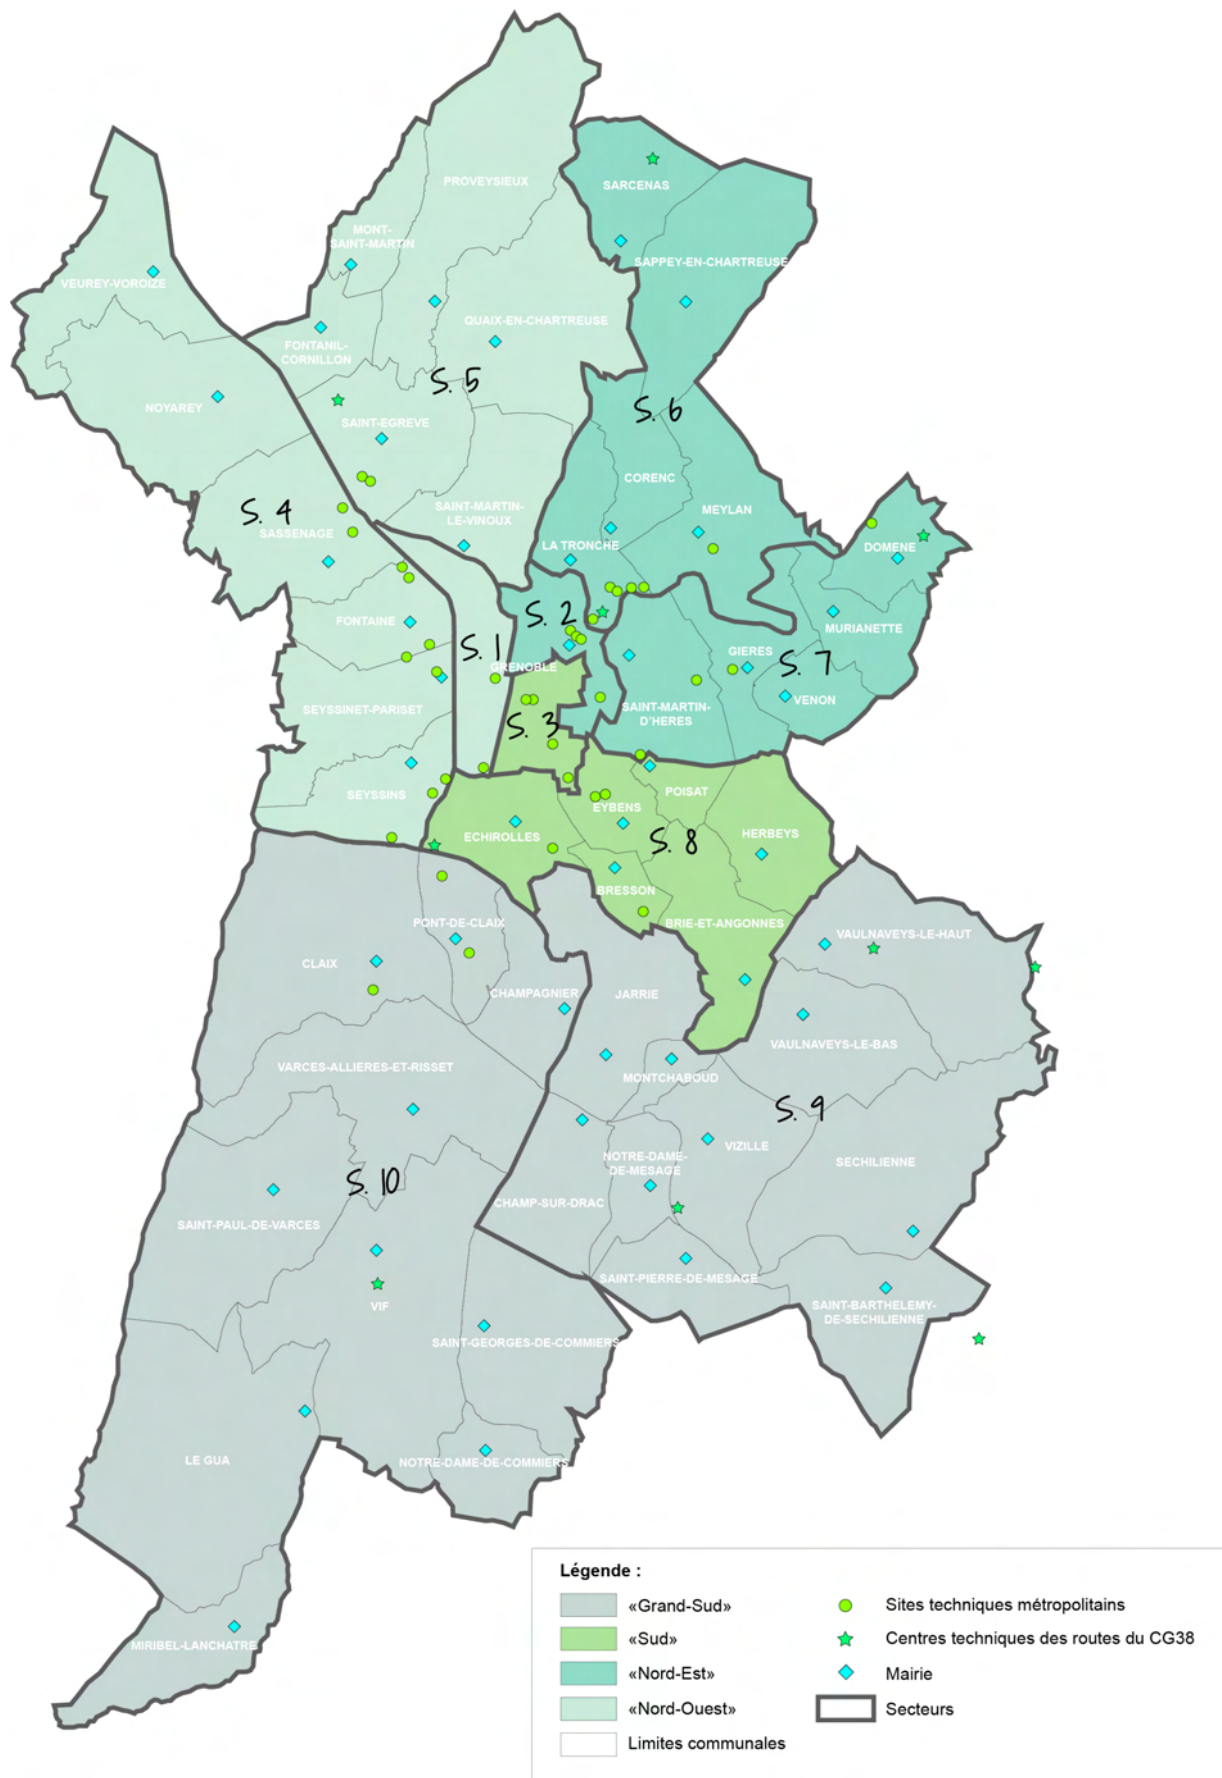 SARCENAS
PROVEYSIEUX
MONT-
SAINT-MARTIN
SAPPEY-EN-CHARTREUSE
VEUREY-VOROIZE
QUAIX-EN-CHARTREUSE
FONTANIL-
CORNILLON
S. 5
NOYAREY
S. 6
SAINT-EGREVE
CORENC
SAINT-MARTIN-
LE-VINOUX
MEYLAN
S. 4
SASSENAGE
LA TRONCHE
DOMENE
FONTAINE
S. 2
MURIANETTE
S. 1
GRENOBLE
GIERES
S. 7
VENON
SEYSSINET-PARISET
SAINT-MARTIN-
D'HERES
S. 3
SEYSSINS
POISAT
EYBENS
ECHIROLLES
HERBEYS
S. 8
BRESSON
PONT-DE-CLAIX
BRIE-ET-ANGONNES
VAULNAVEYS-LE-HAUT
CLAIX
CHAMPAGNIER
JARRIE
VAULNAVEYS-LE-BAS
VARCES-ALLIERES-ET-RISSET
MONTCHABOUD
S. 9
VIZILLE
NOTRE-DAME-
DE-MESAGE
SECHILIENNE
S. 10
CHAMP-SUR-DRAC
SAINT-PAUL-DE-VARCES
SAINT-PIERRE-DE-MESAGE
VIF
SAINT-BARTHELEMY-
DE-SECHILIENNE
SAINT-GEORGES-DE-COMMIERS
LE GUA
NOTRE-DAME-DE-COMMIERS
MIRIBEL-LANCHATRE
Légende :
«Grand-Sud»
«Sud»
«Nord-Est»
«Nord-Ouest»
Limites communales
Sites techniques métropolitains
Centres techniques des routes du CG38
Mairie
Secteurs